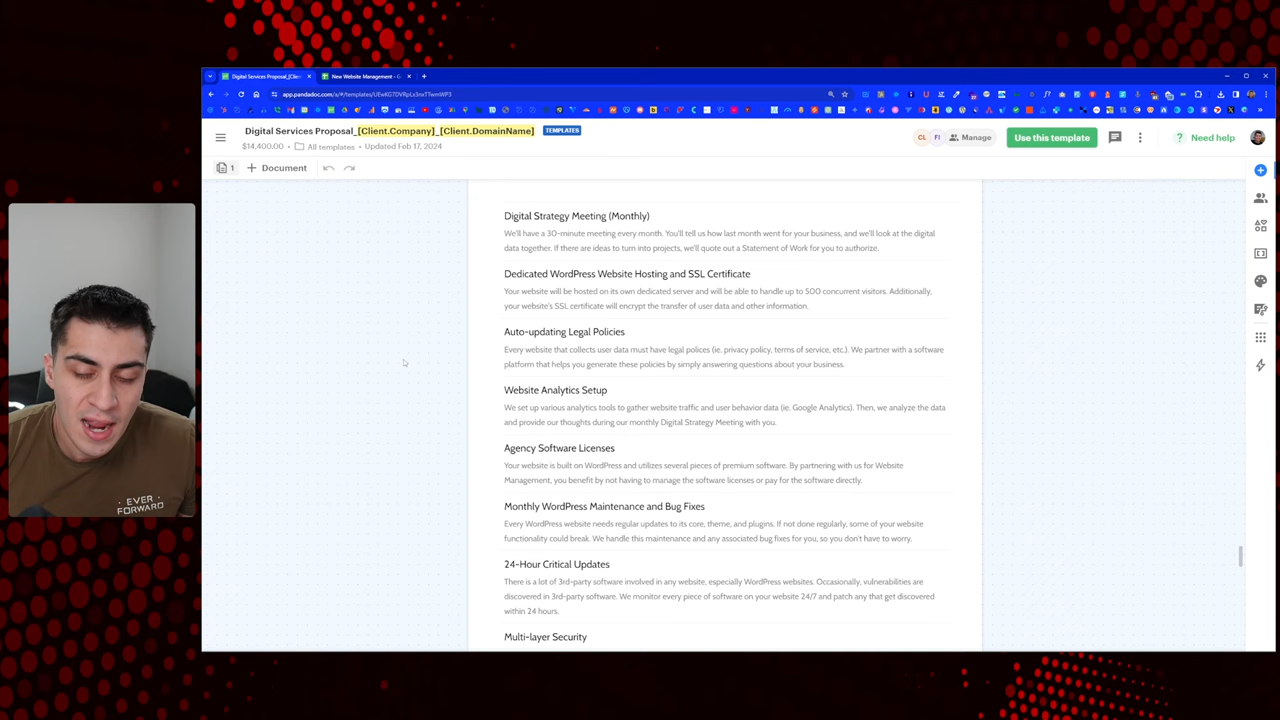 Digital Services Proposal_[Clie
New Website Management - G
app.pandadoc.com/a/#/templates/UEwKG7DVRpLx3nxTTwmWP3
Digital Services Proposal_[Client.Company]_[Client.DomainName]
TEMPLATES
$14,400.00
All templates
Updated Feb 17, 2024
CL
FI
Manage
Use this template
Need help
1
Document
Digital Strategy Meeting (Monthly)
We'll have a 30-minute meeting every month. You'll tell us how last month went for your business, and we'll look at the digital
data together. If there are ideas to turn into projects, we'll quote out a Statement of Work for you to authorize.
Dedicated WordPress Website Hosting and SSL Certificate
Your website will be hosted on its own dedicated server and will be able to handle up to 500 concurrent visitors. Additionally,
your website's SSL certificate will encrypt the transfer of user data and other information.
Auto-updating Legal Policies
Every website that collects user data must have legal polices (ie. privacy policy, terms of service, etc.). We partner with a software
platform that helps you generate these policies by simply answering questions about your business.
Website Analytics Setup
We set up various analytics tools to gather website traffic and user behavior data (ie. Google Analytics). Then, we analyze the data
and provide our thoughts during our monthly Digital Strategy Meeting with you.
Agency Software Licenses
Your website is built on WordPress and utilizes several pieces of premium software. By partnering with us for Website
Management, you benefit by not having to manage the software licenses or pay for the software directly.
Monthly WordPress Maintenance and Bug Fixes
Every WordPress website needs regular updates to its core, theme, and plugins. If not done regularly, some of your website
functionality could break. We handle this maintenance and any associated bug fixes for you, so you don't have to worry.
24-Hour Critical Updates
There is a lot of 3rd-party software involved in any website, especially WordPress websites. Occasionally, vulnerabilities are
discovered in 3rd-party software. We monitor every piece of software on your website 24/7 and patch any that get discovered
within 24 hours.
Multi-layer Security
· EVER ·
FORWARD